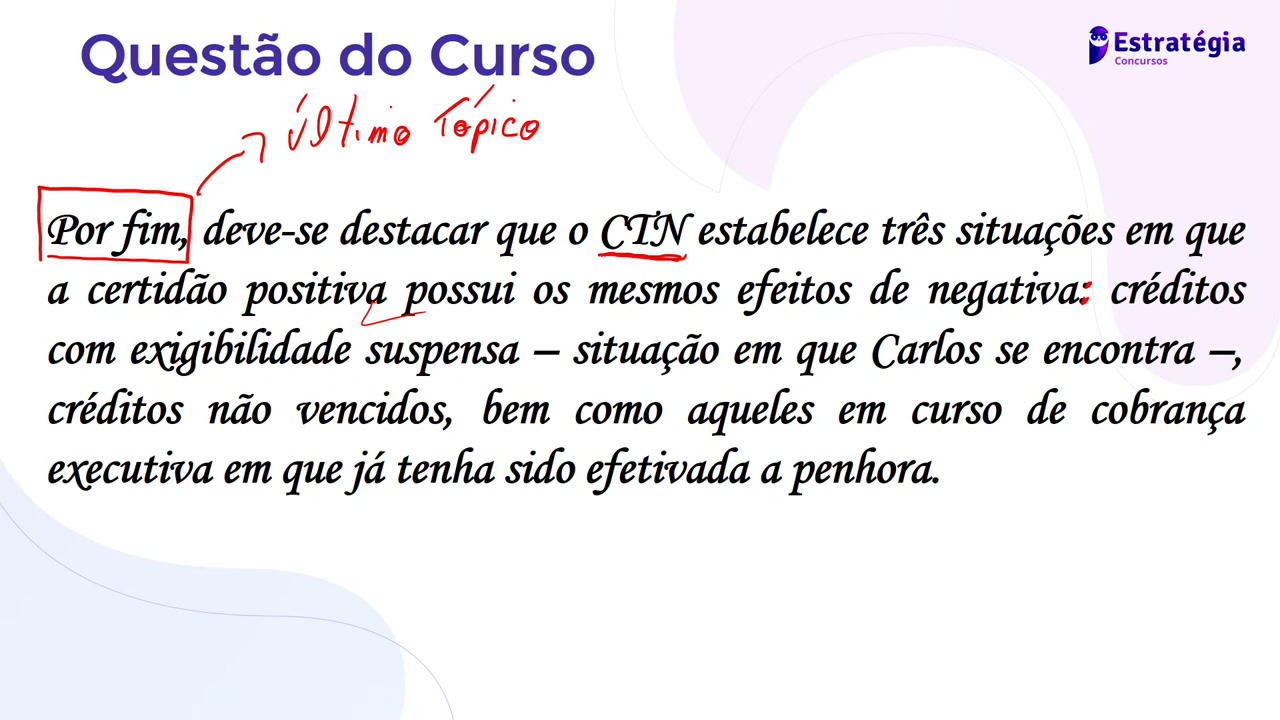 Questão do Curso
Estratégia
Concursos
Último Tópico
Por fim, deve-se destacar que o CTN estabelece três situações em que
a certidão positiva possui os mesmos efeitos de negativa: créditos
com exigibilidade suspensa – situação em que Carlos se encontra –,
créditos não vencidos, bem como aqueles em curso de cobrança
executiva em que já tenha sido efetivada a penhora.